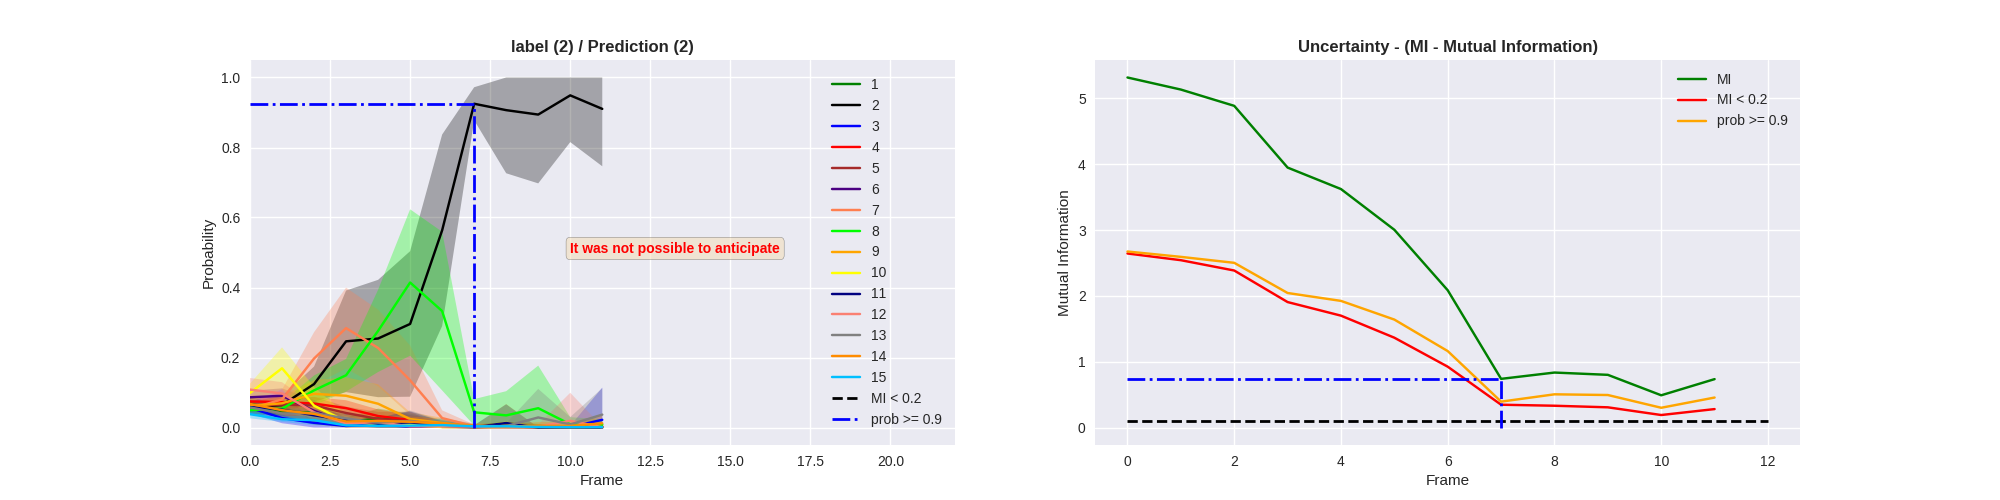 label (2) / Prediction (2)
1.0
0.8
0.6
0.4
0.2
0.0
Probability
0.0 2.5 5.0 7.5 10.0 12.5 15.0 17.5 20.0
Frame
It was not possible to anticipate
1
2
3
4
5
6
7
8
9
10
11
12
13
14
15
MI < 0.2
prob >= 0.9
Uncertainty - (MI - Mutual Information)
5
4
3
2
1
0
Mutual Information
0 2 4 6 8 10 12
Frame
MI
MI < 0.2
prob >= 0.9